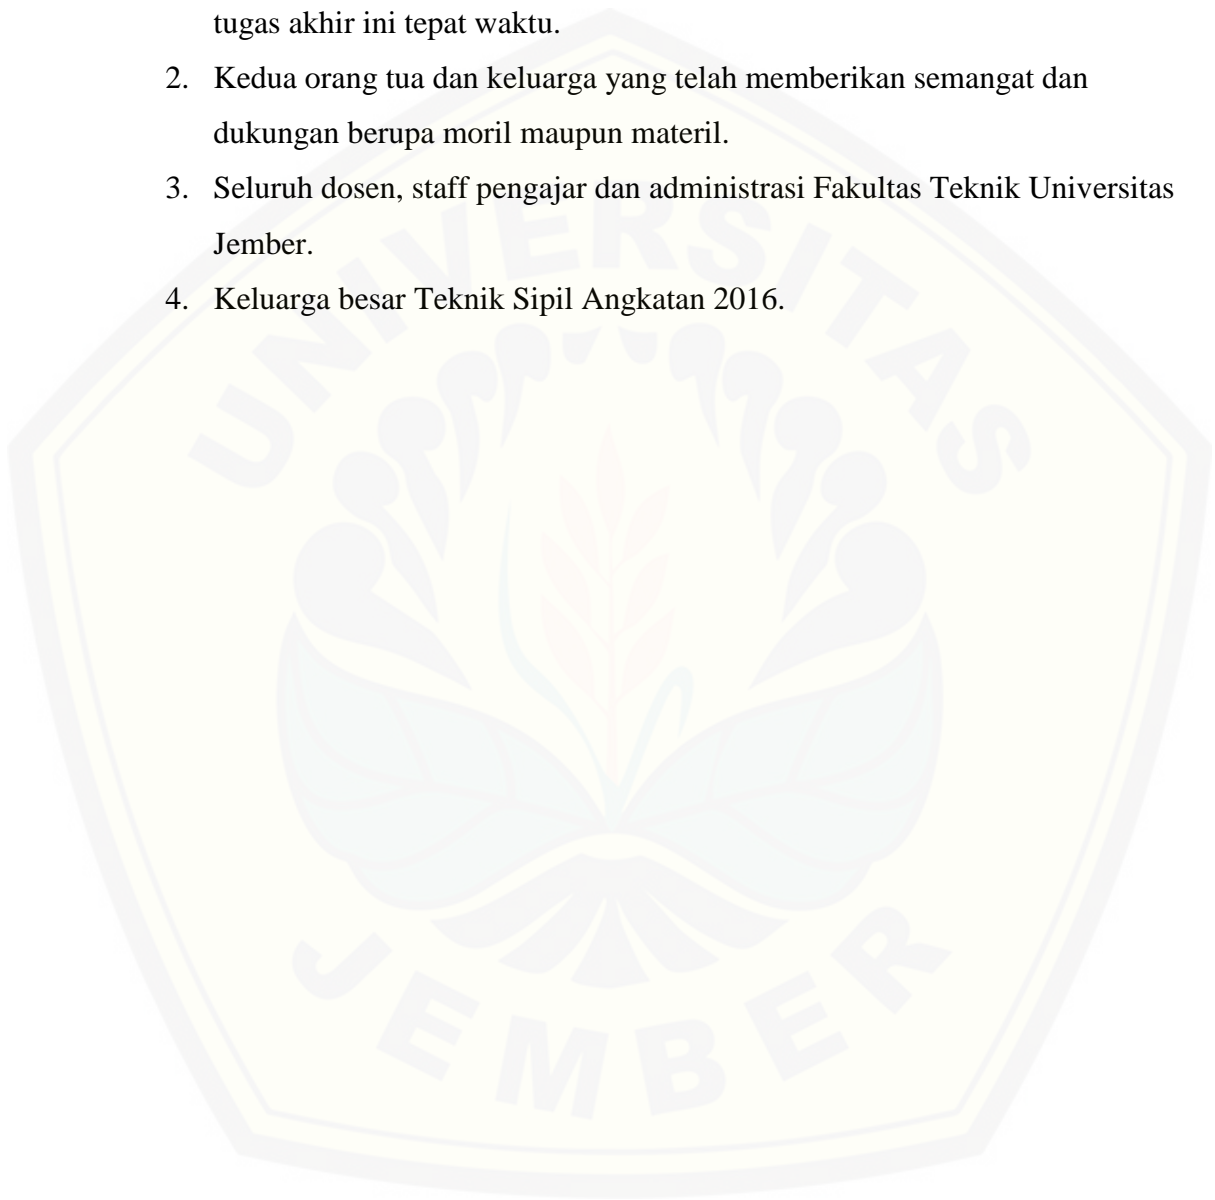 tugas akhir ini tepat waktu.
2. Kedua orang tua dan keluarga yang telah memberikan semangat dan
dukungan berupa moril maupun materil.
3. Seluruh dosen, staff pengajar dan administrasi Fakultas Teknik Universitas
Jember.
4. Keluarga besar Teknik Sipil Angkatan 2016.
UNIVERSITAS
JEMBER